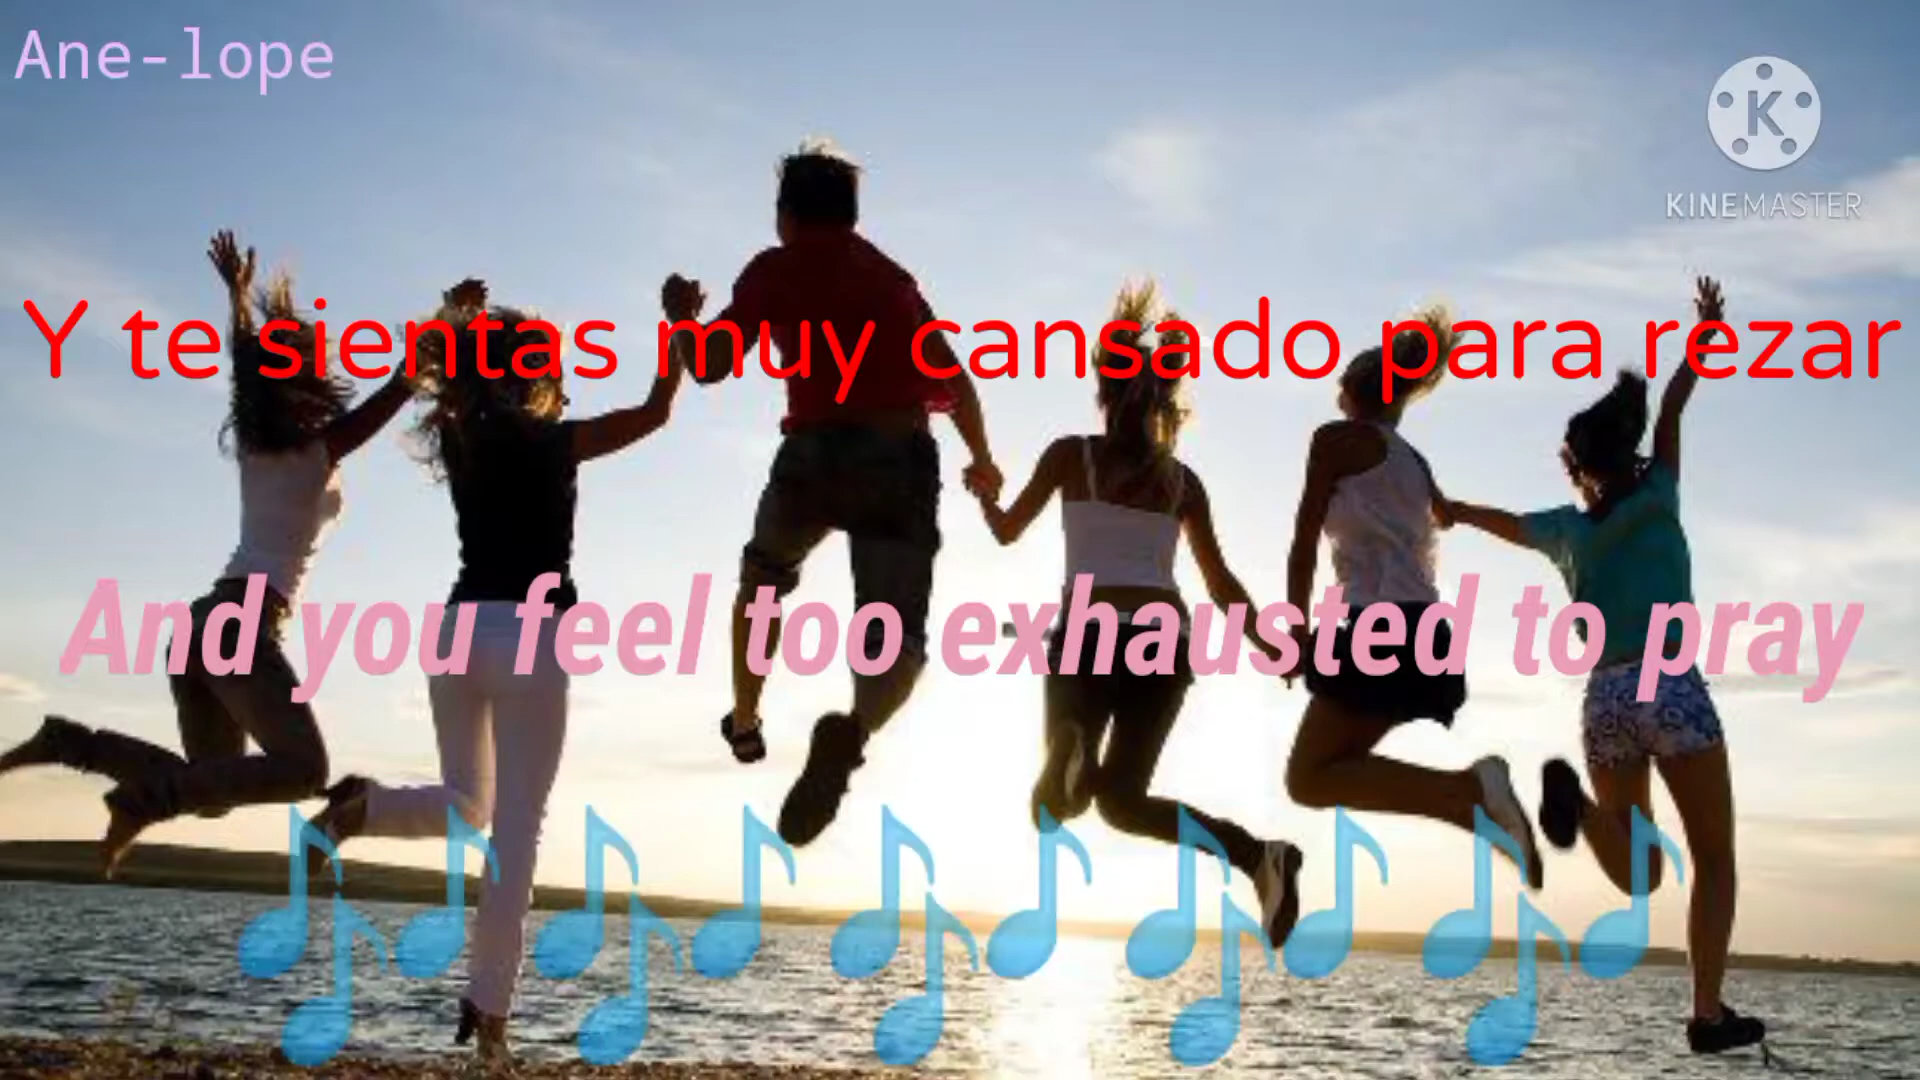 Ane-lope
K
KINEMASTER
Y te sientas muy cansado para rezar
And you feel too exhausted to pray